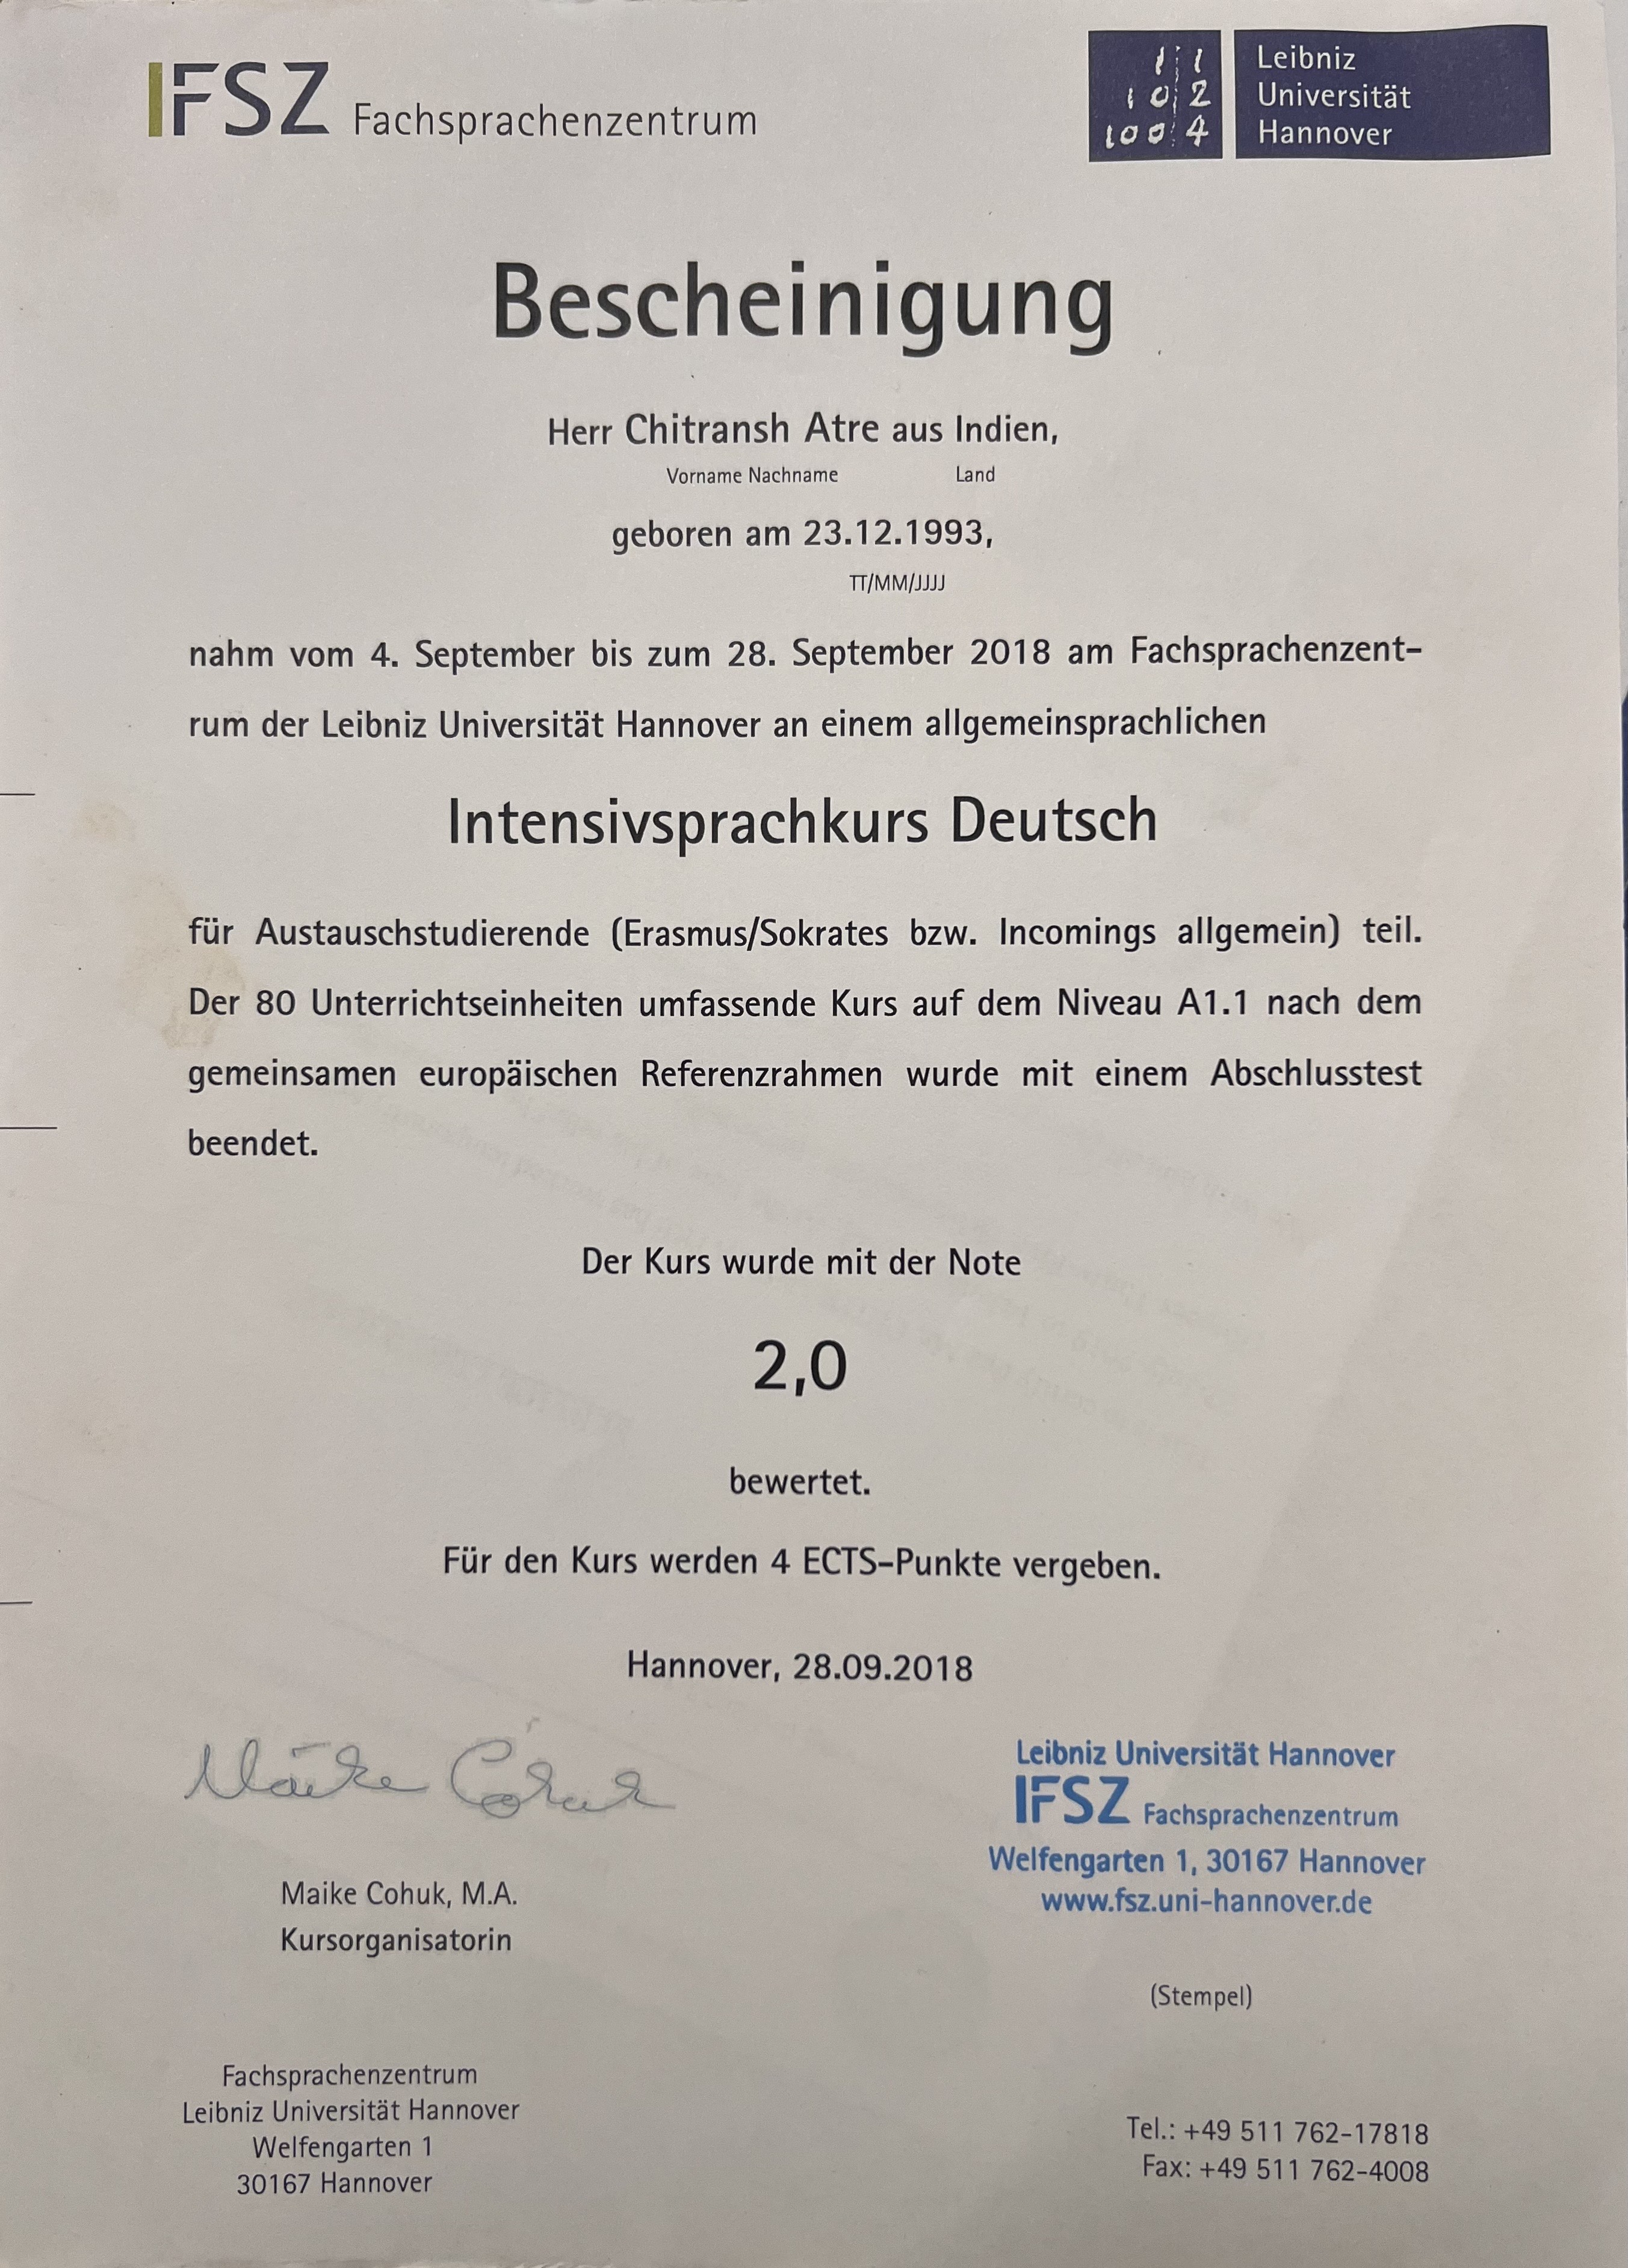 FSZ Fachsprachenzentrum
1 1
1 0 2
1 0 0 4
Leibniz
Universität
Hannover
Bescheinigung
Herr Chitransh Atre aus Indien,
Vorname Nachname Land
geboren am 23.12.1993,
TT/MM/JJJJ
nahm vom 4. September bis zum 28. September 2018 am Fachsprachenzent-
rum der Leibniz Universität Hannover an einem allgemeinsprachlichen
Intensivsprachkurs Deutsch
für Austauschstudierende (Erasmus/Sokrates bzw. Incomings allgemein) teil.
Der 80 Unterrichtseinheiten umfassende Kurs auf dem Niveau A1.1 nach dem
gemeinsamen europäischen Referenzrahmen wurde mit einem Abschlusstest
beendet.
Der Kurs wurde mit der Note
2,0
bewertet.
Für den Kurs werden 4 ECTS-Punkte vergeben.
Hannover, 28.09.2018
Maike Cohuk
Maike Cohuk, M.A.
Kursorganisatorin
Leibniz Universität Hannover
FSZ Fachsprachenzentrum
Welfengarten 1, 30167 Hannover
www.fsz.uni-hannover.de
(Stempel)
Fachsprachenzentrum
Leibniz Universität Hannover
Welfengarten 1
30167 Hannover
Tel.: +49 511 762-17818
Fax: +49 511 762-4008